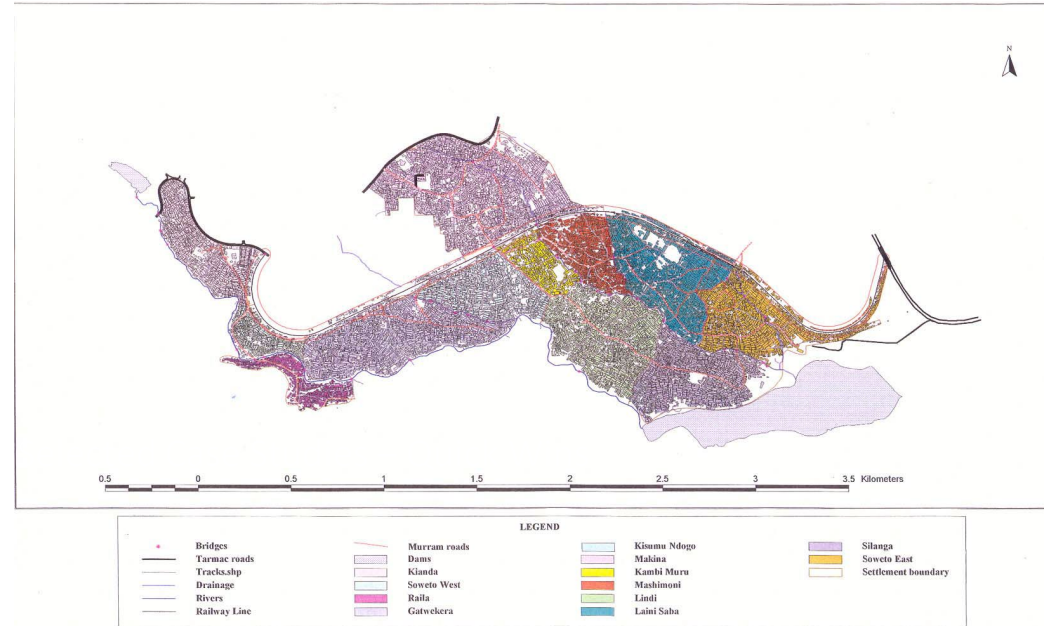 N
0.5 0 0.5 1 1.5 2 2.5 3 3.5 Kilometers
LEGEND
Bridges
Tarmac roads
Tracks.shp
Drainage
Rivers
Railway Line
Murram roads
Dams
Kianda
Soweto West
Raila
Gatwekera
Kisumu Ndogo
Makina
Kambi Muru
Mashimoni
Lindi
Laini Saba
Silanga
Soweto East
Settlement boundary